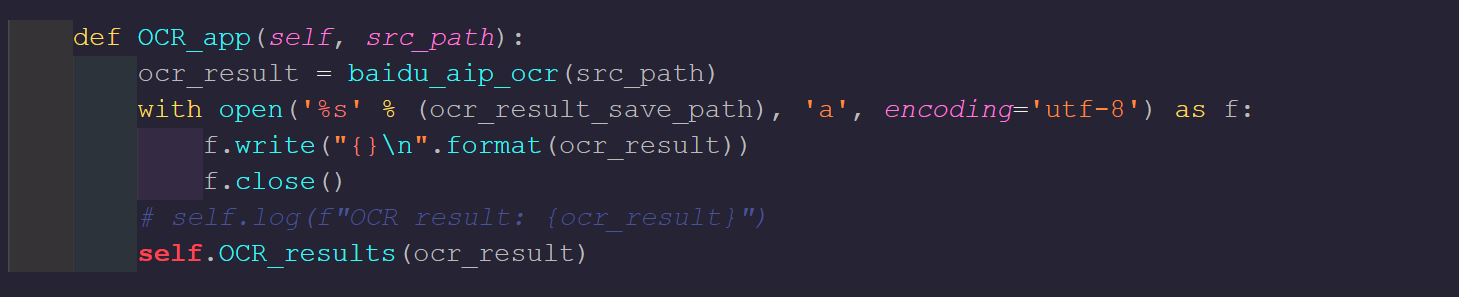 def OCR_app(self, src_path):
ocr_result = baidu_aip_ocr(src_path)
with open('%s' % (ocr_result_save_path), 'a', encoding='utf-8') as f:
f.write("{}\n".format(ocr_result))
f.close()
# self.log(f"OCR result: {ocr_result}")
self.OCR_results(ocr_result)